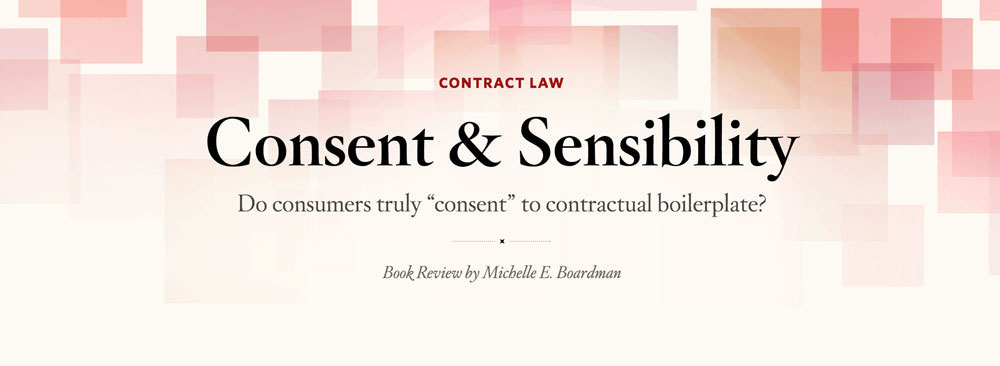 CONTRACT LAW
Consent & Sensibility
Do consumers truly “consent” to contractual boilerplate?
Book Review by Michelle E. Boardman